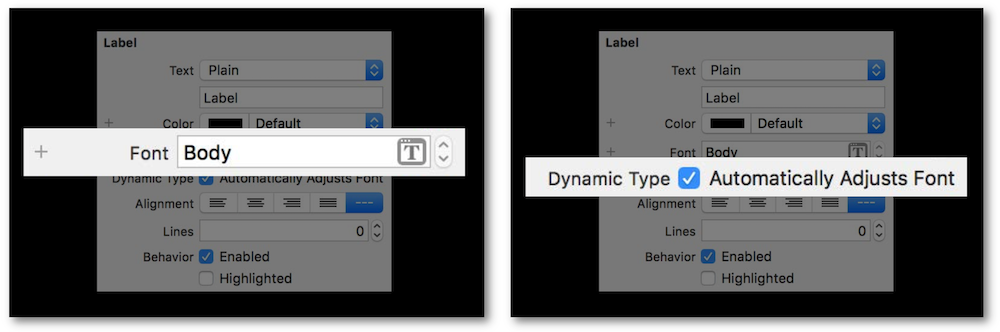 Label
Text Plain
Label
+ Color Default
+ Font Body T
Dynamic Type Automatically Adjusts Font
Alignment ---
Lines 0
Behavior Enabled
Highlighted
Label
Text Plain
Label
+ Color Default
+ Font Body T
Dynamic Type Automatically Adjusts Font
Alignment ---
Lines 0
Behavior Enabled
Highlighted